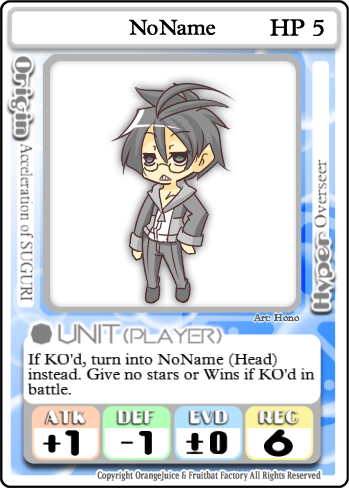 NoName HP 5
Origin
Acceleration of SUGURI
Hyper
Overseer
Art: Hono
UNIT (PLAYER)
If KO'd, turn into NoName (Head)
instead. Give no stars or Wins if KO'd in
battle.
ATK DEF EVD REC
+1 -1 ±0 6
Copyright Orangejuice & Fruitbat Factory All Rights Reserved